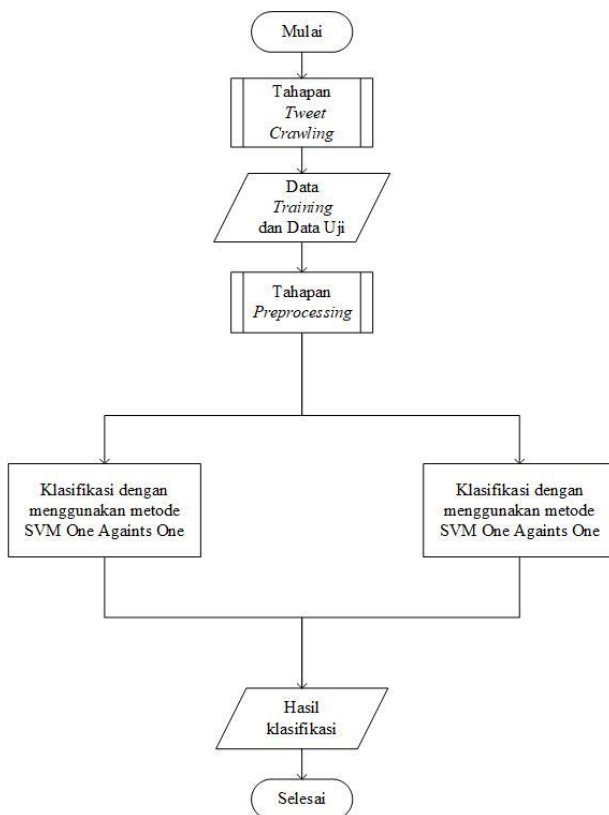 Mulai
Tahapan
Tweet
Crawling
Data
Training
dan Data Uji
Tahapan
Preprocessing
Klasifikasi dengan
menggunakan metode
SVM One Againts One
Klasifikasi dengan
menggunakan metode
SVM One Againts One
Hasil
klasifikasi
Selesai